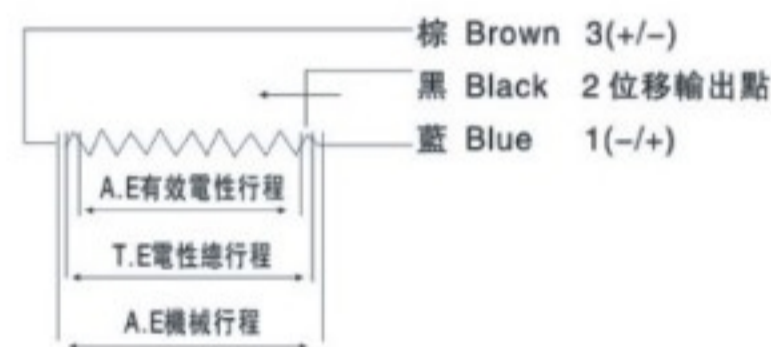 棕 Brown 3(+/−)
黑 Black 2位移輸出點
藍 Blue 1(−/+)
A.E有效電性行程
T.E電性總行程
A.E機械行程